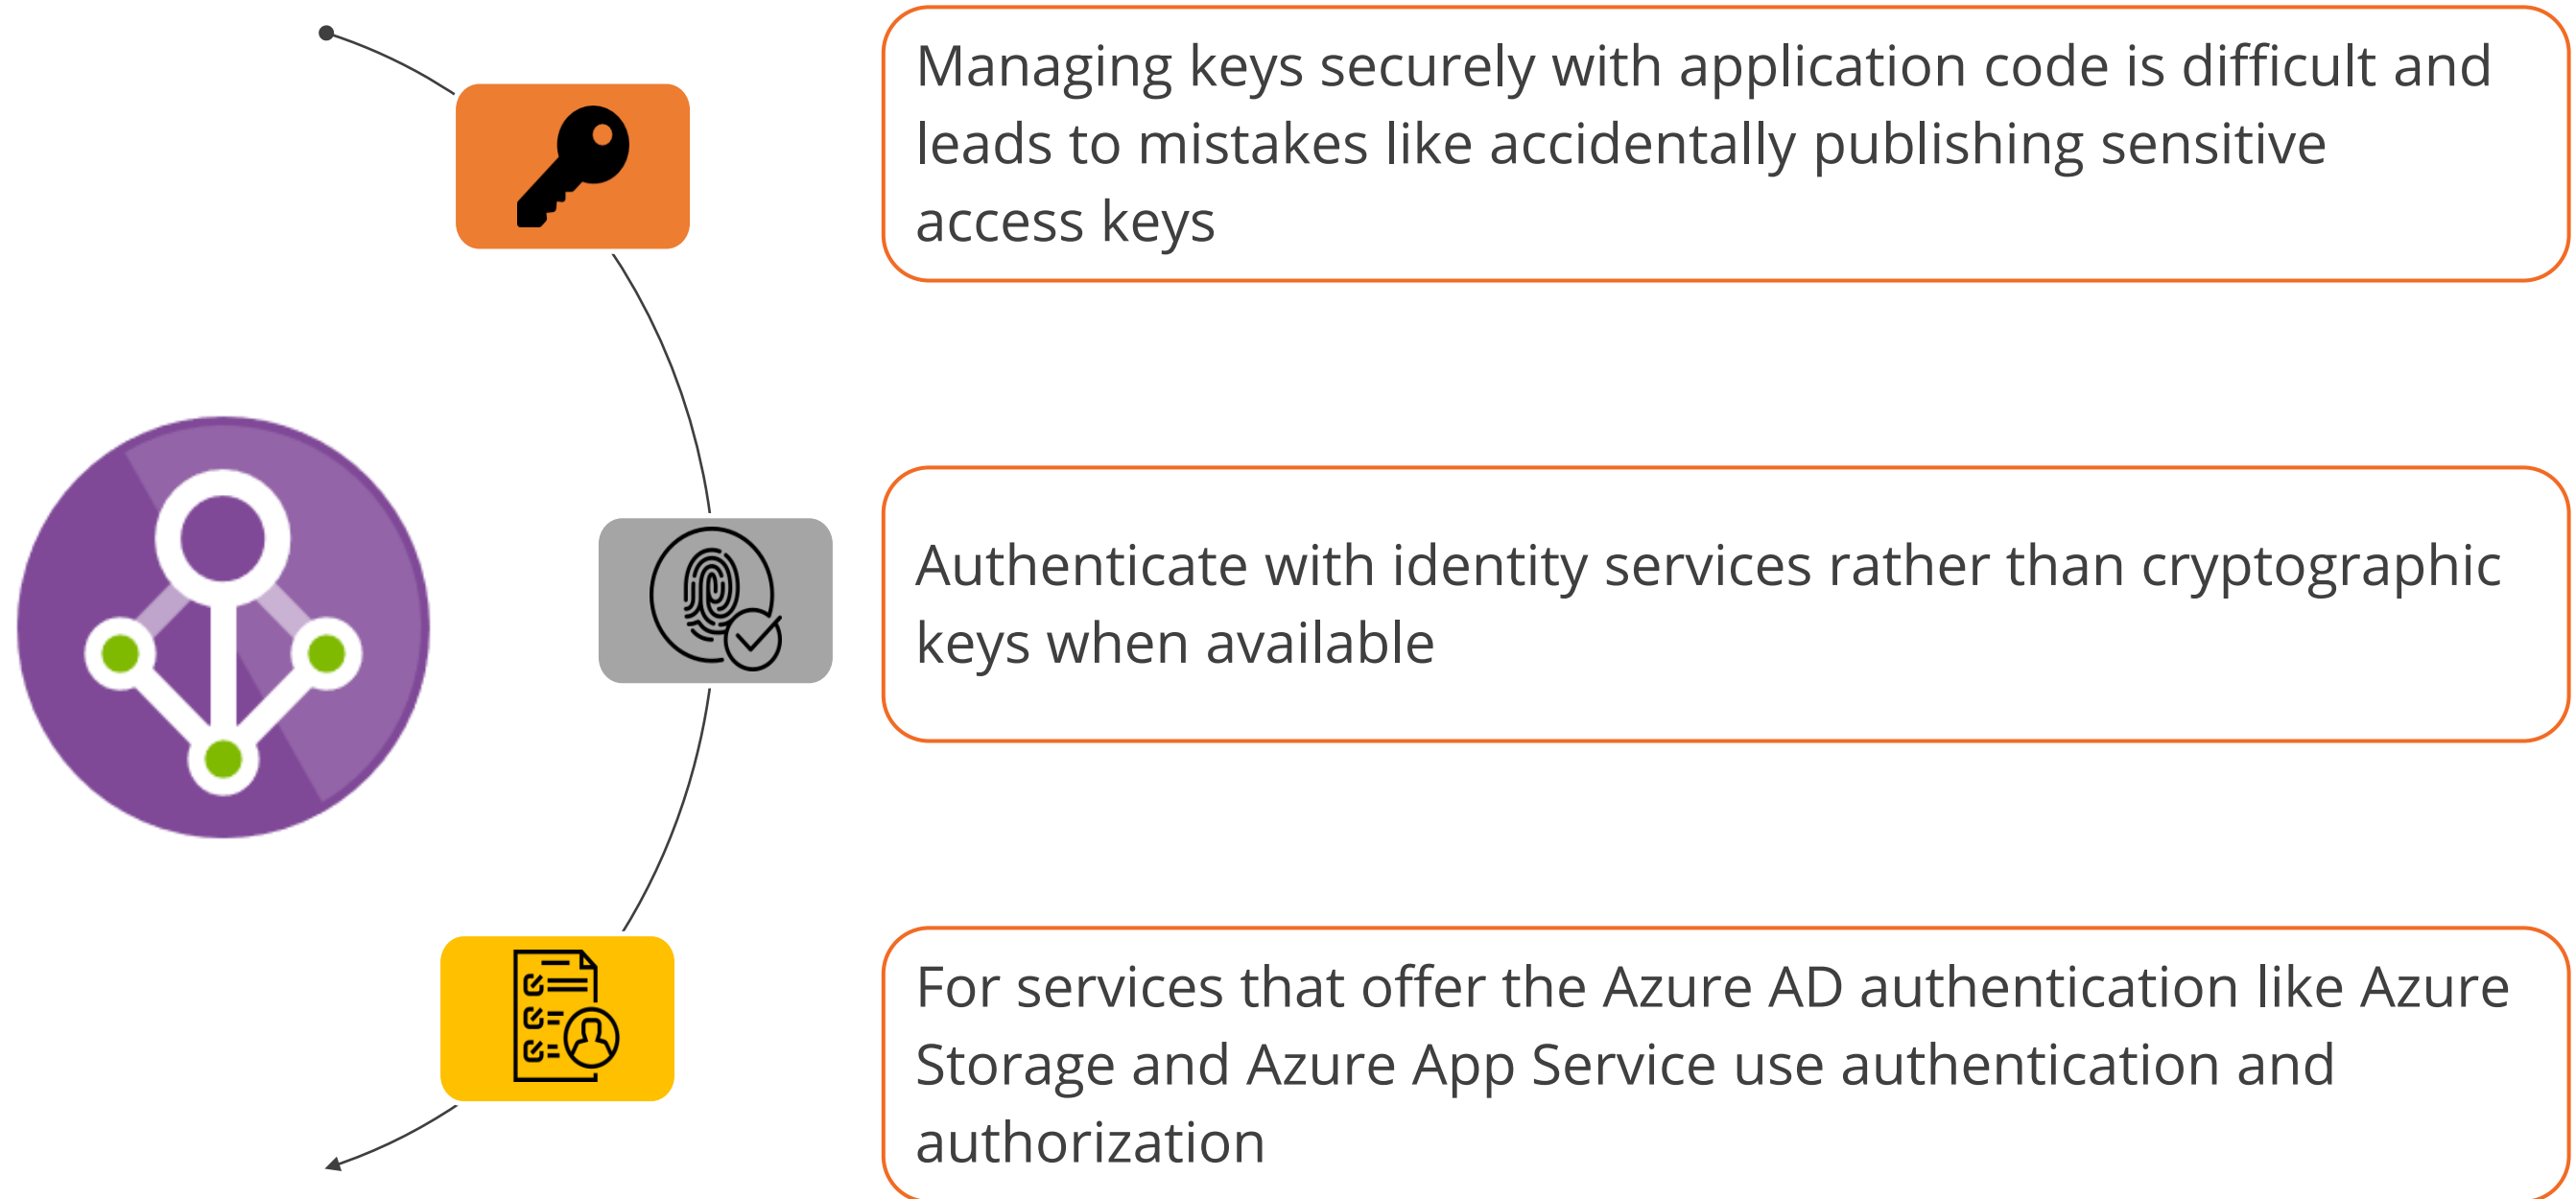 Managing keys securely with application code is difficult and
leads to mistakes like accidentally publishing sensitive
access keys
Authenticate with identity services rather than cryptographic
keys when available
For services that offer the Azure AD authentication like Azure
Storage and Azure App Service use authentication and
authorization